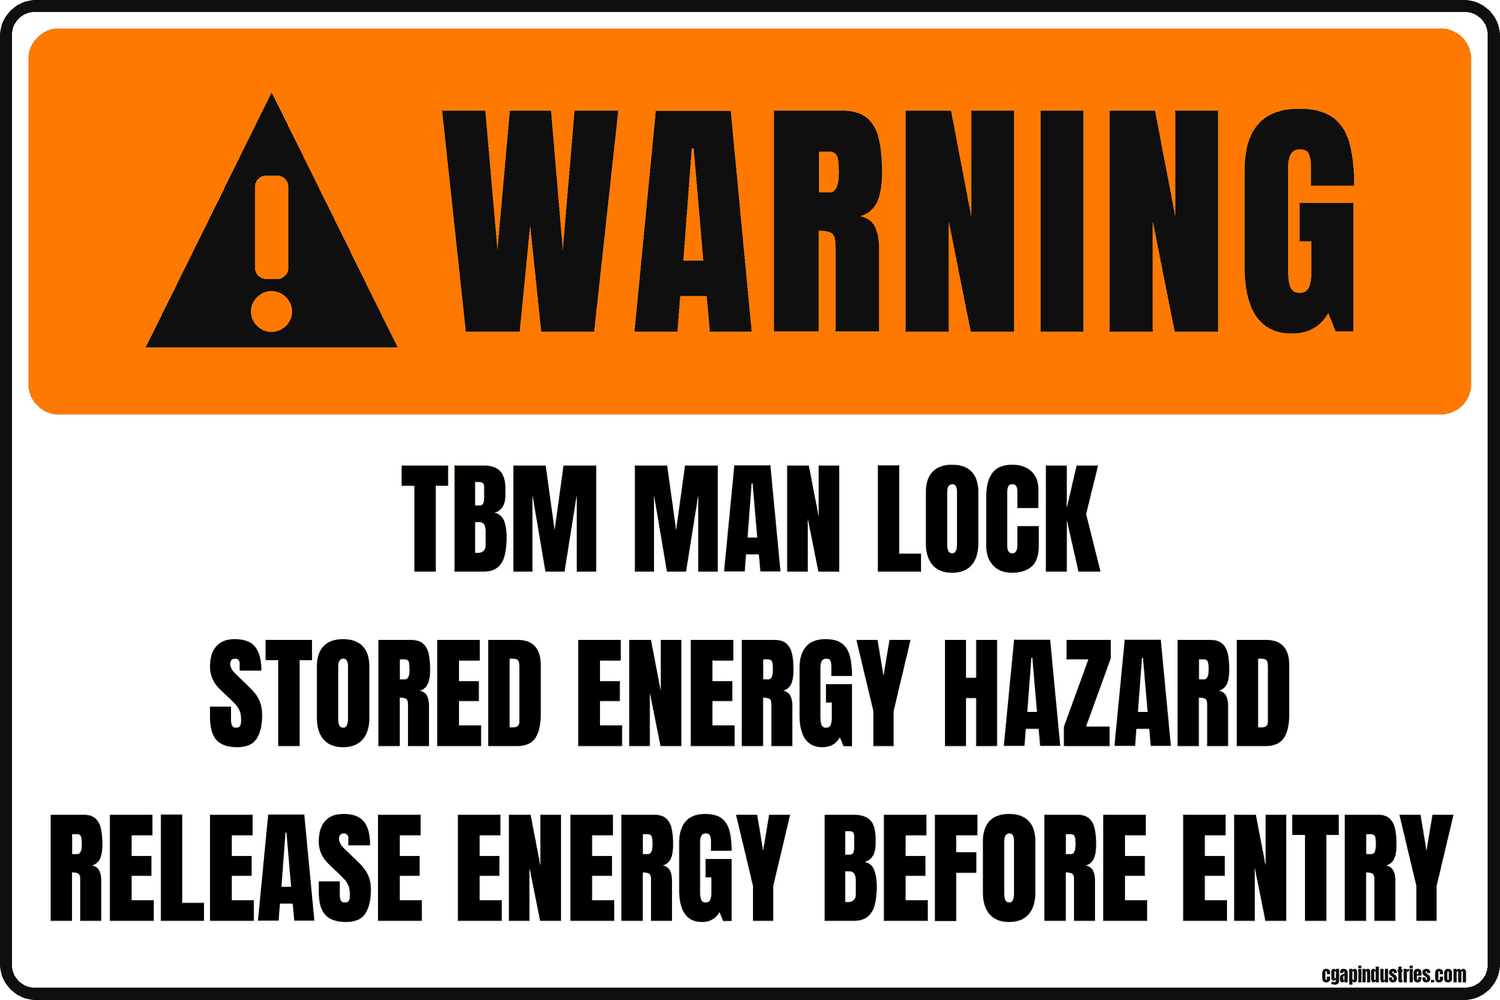 WARNING
TBM MAN LOCK
STORED ENERGY HAZARD
RELEASE ENERGY BEFORE ENTRY
cgapindustries.com